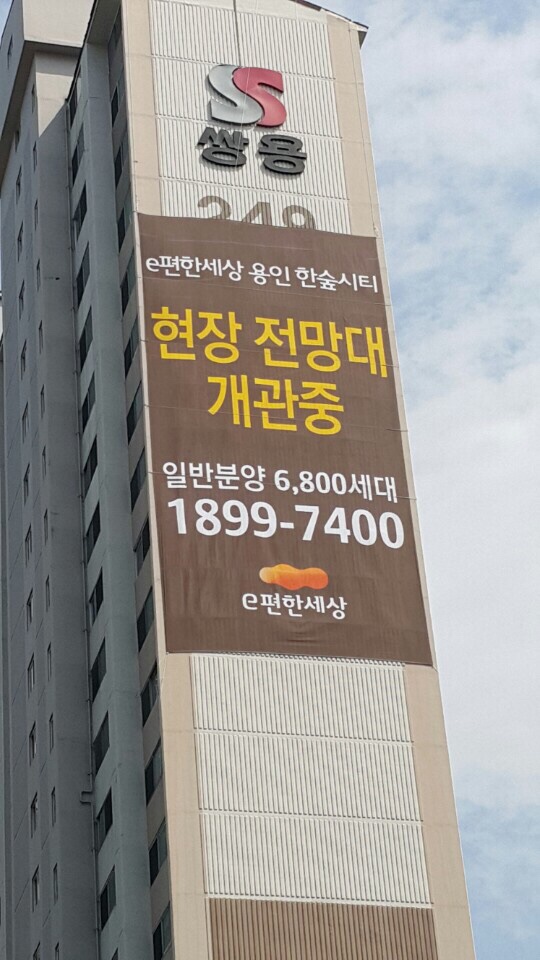 쌍용
249
e편한세상 용인 한숲시티
현장 전망대
개관중
일반분양 6,800세대
1899-7400
e편한세상